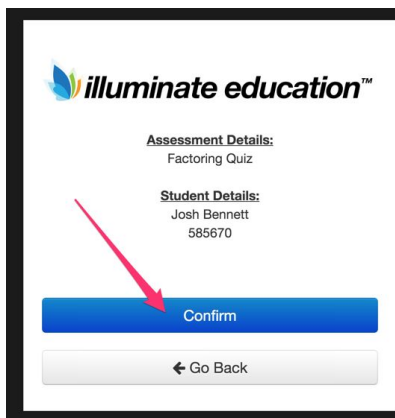 illuminate education™
Assessment Details:
Factoring Quiz
Student Details:
Josh Bennett
585670
Confirm
Go Back